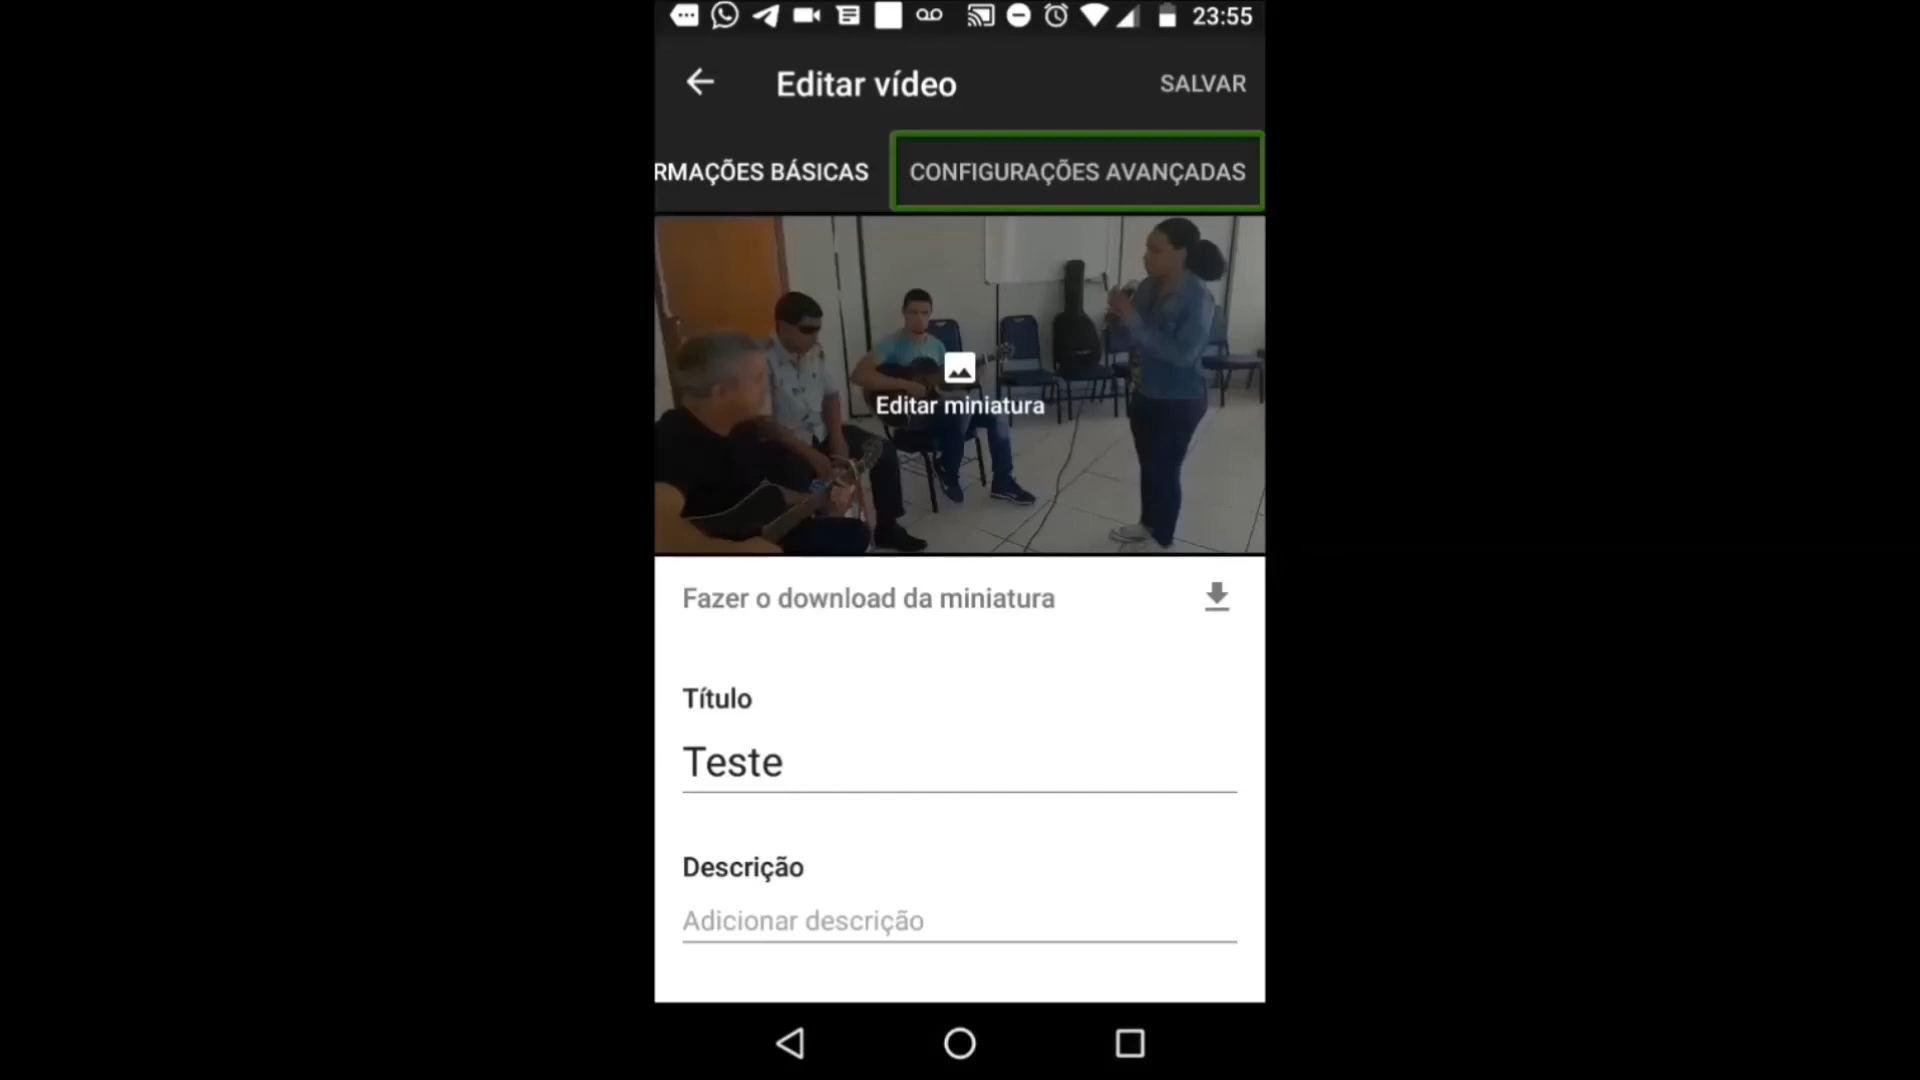 23:55
Editar vídeo
SALVAR
RMAÇÕES BÁSICAS
CONFIGURAÇÕES AVANÇADAS
Editar miniatura
Fazer o download da miniatura
Título
Teste
Descrição
Adicionar descrição